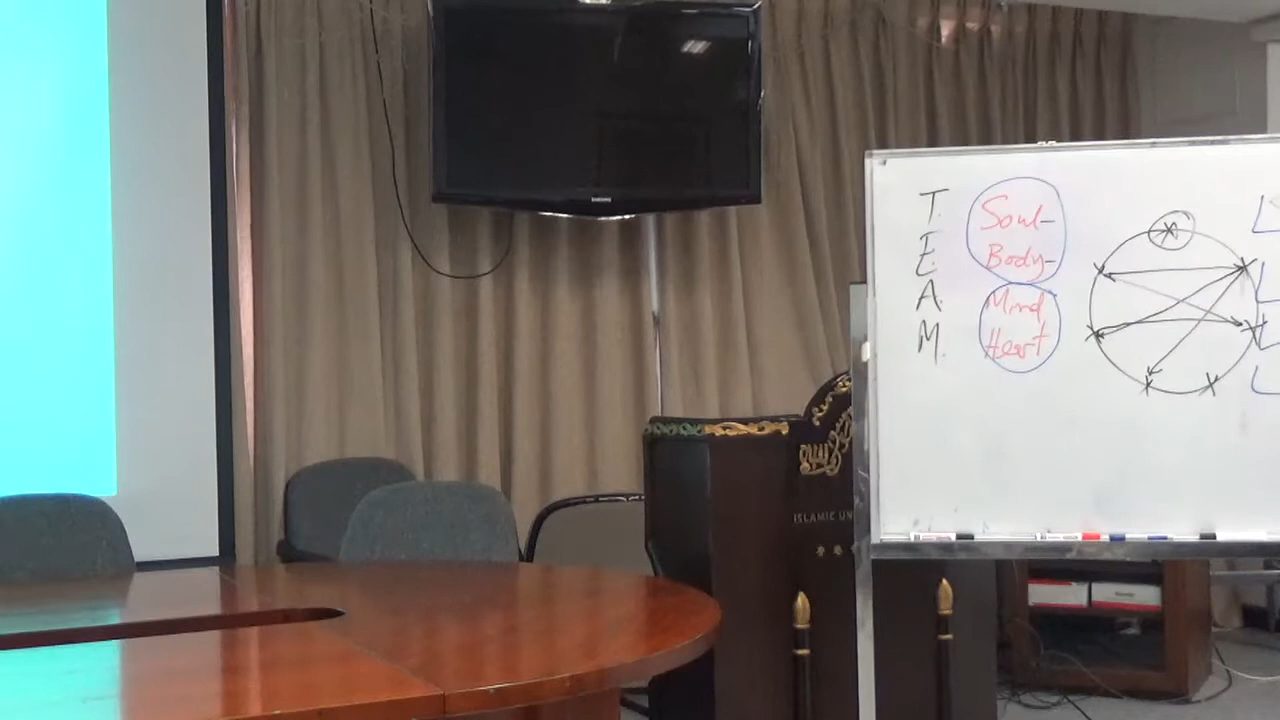 SAMSUNG
T. Soul-
E. Body-
A. Mind
M. Heart
ISLAMIC UN